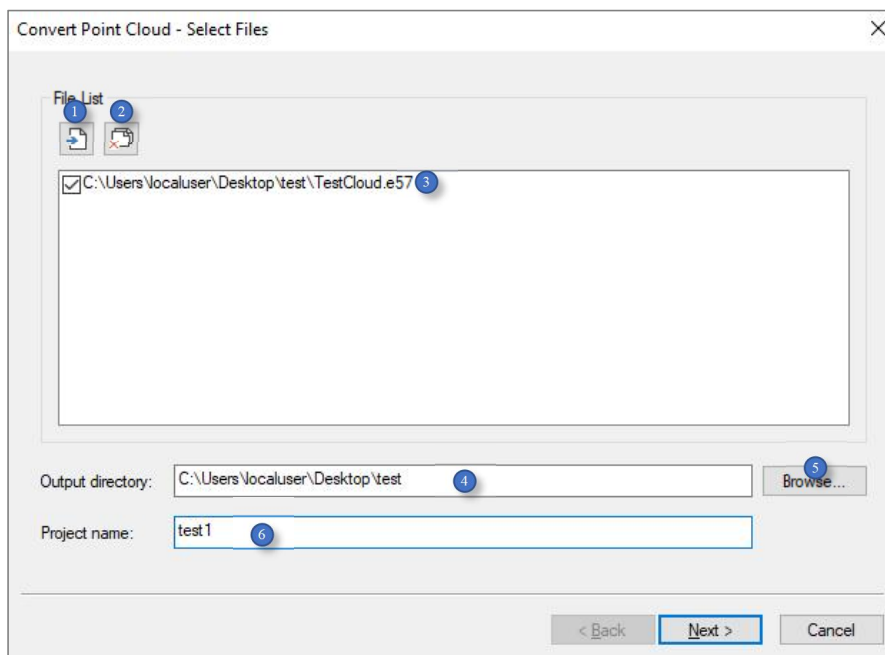 Convert Point Cloud - Select Files
File List
1 2
C:\Users\localuser\Desktop\test\TestCloud.e57 3
Output directory: C:\Users\localuser\Desktop\test 4 Browse... 5
Project name: test1 6
< Back Next > Cancel